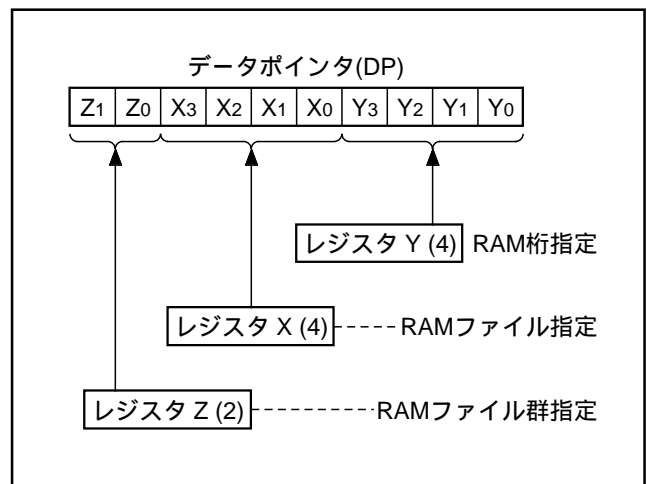 データポインタ(DP)
Z1 Z0 X3 X2 X1 X0 Y3 Y2 Y1 Y0
レジスタ Y (4) RAM桁指定
レジスタ X (4) RAMファイル指定
レジスタ Z (2) RAMファイル群指定